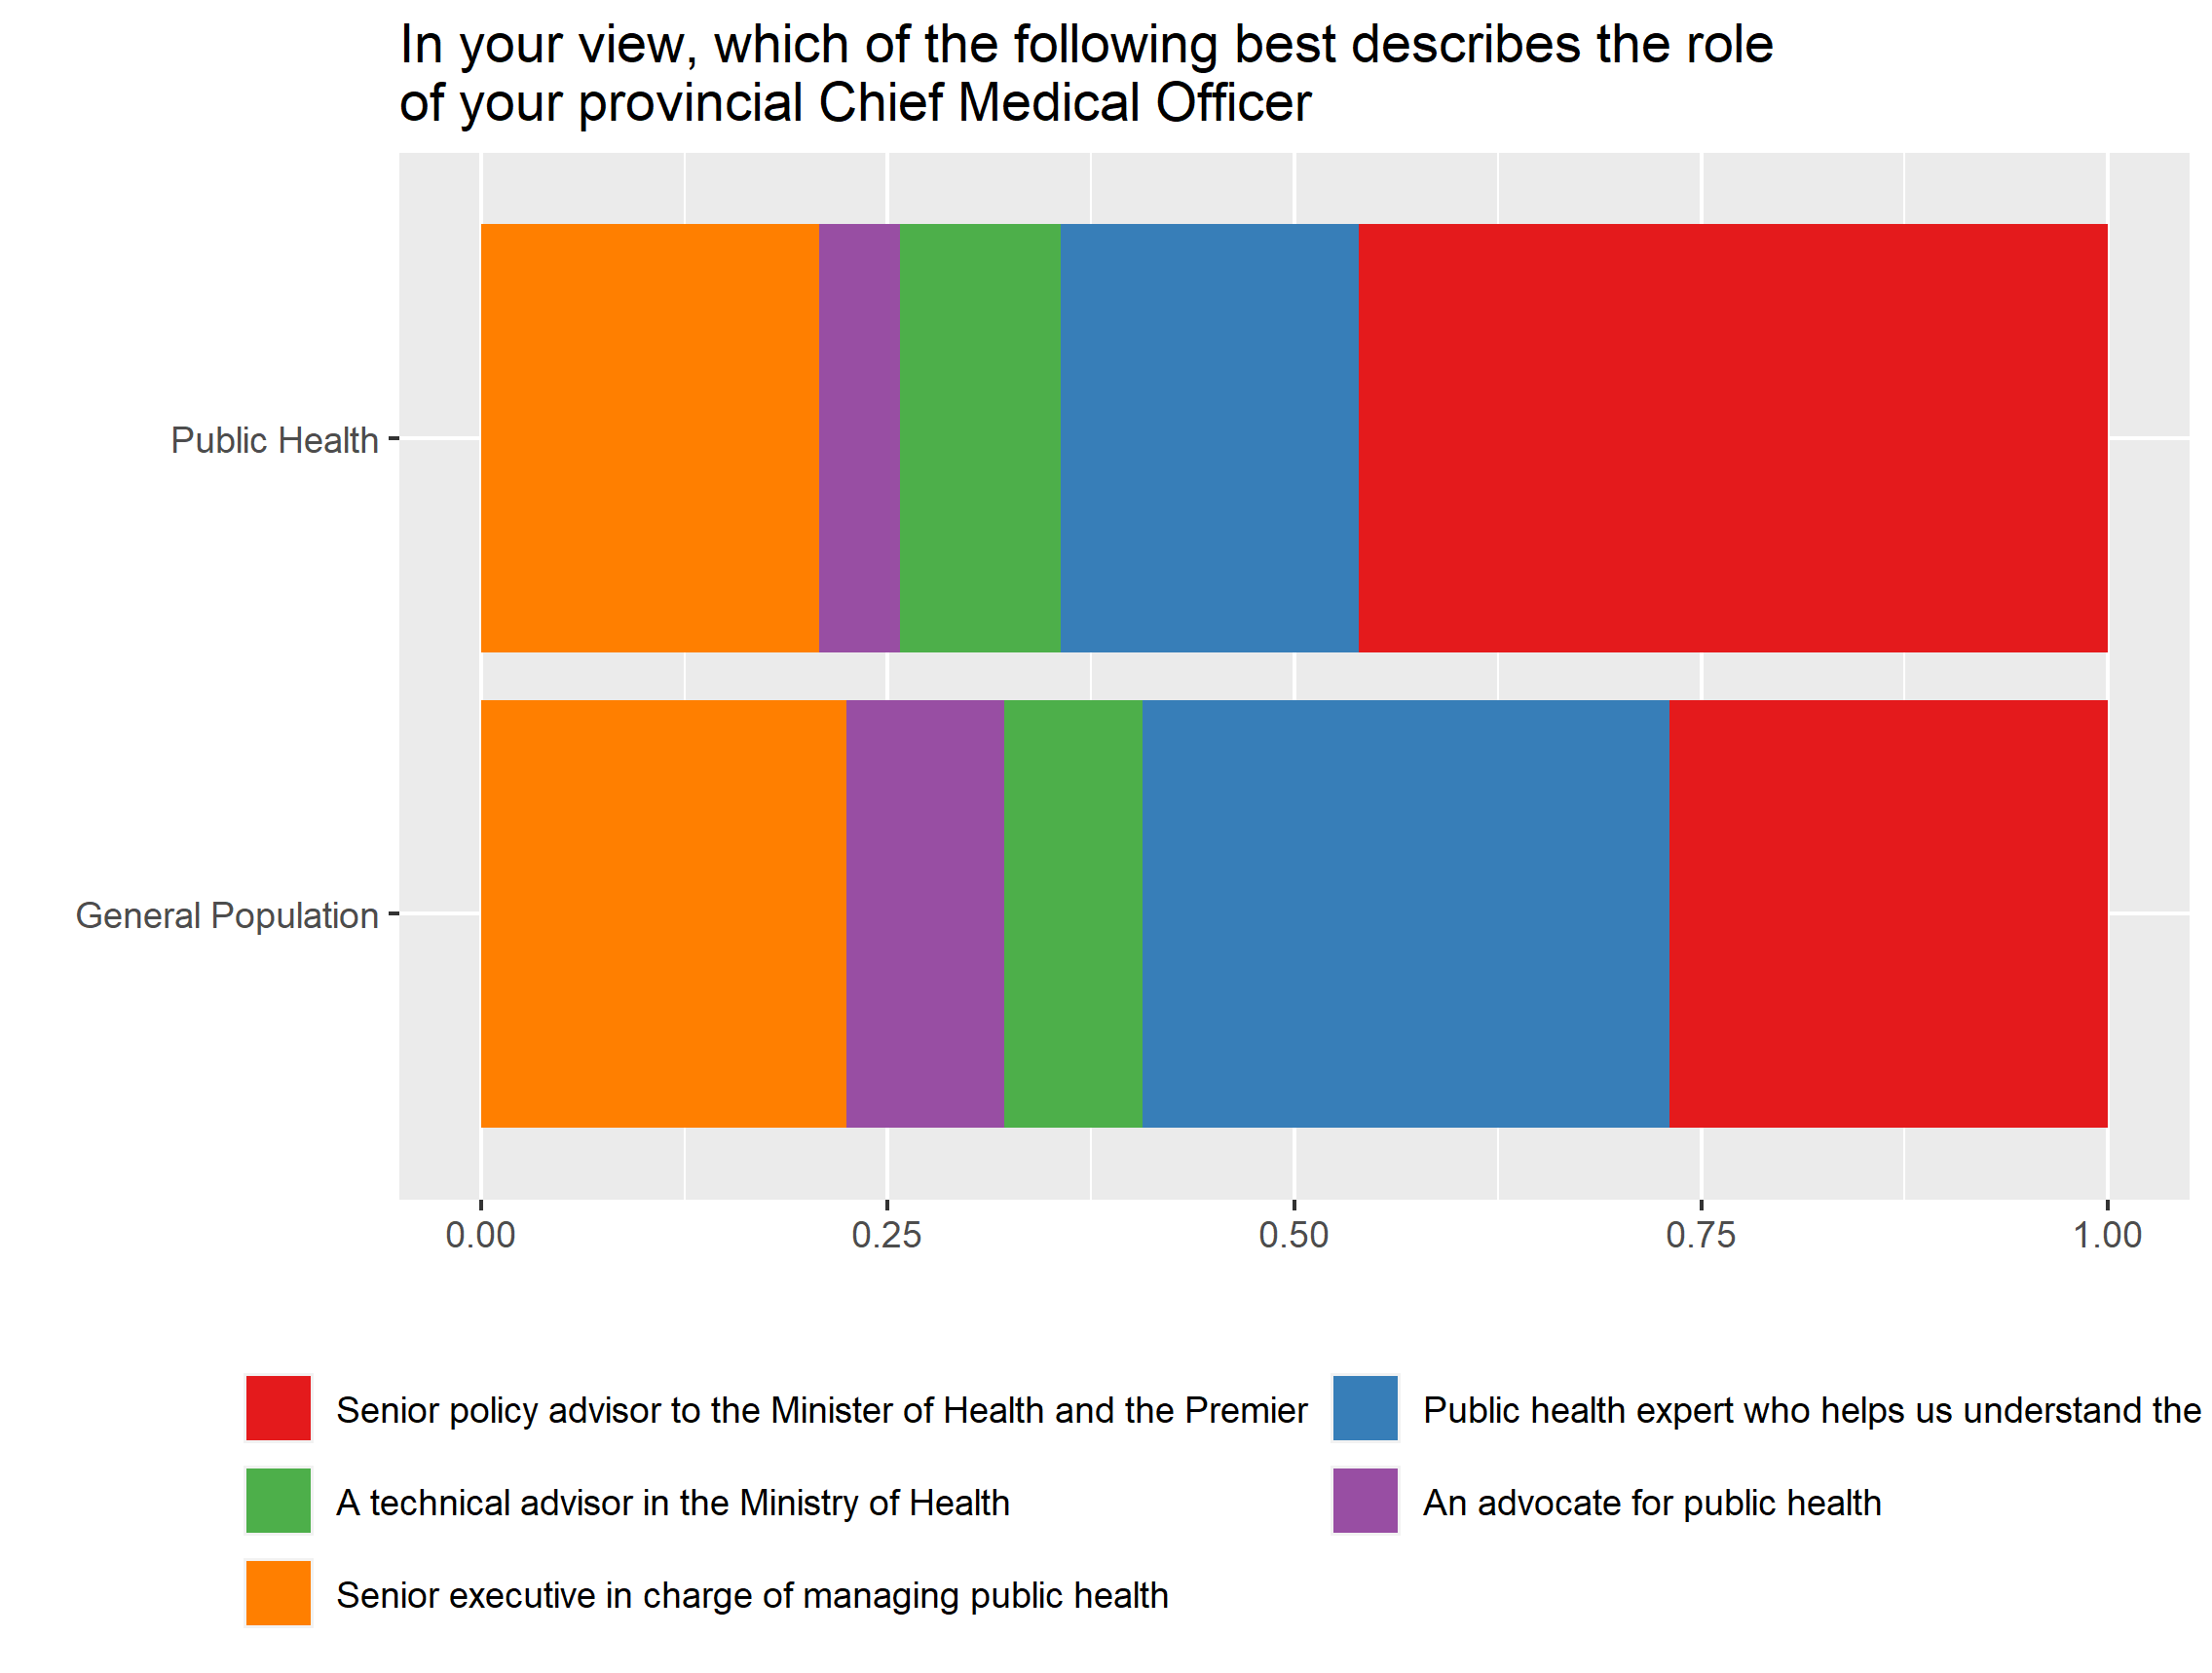 In your view, which of the following best describes the role
of your provincial Chief Medical Officer
Public Health
General Population
0.00 0.25 0.50 0.75 1.00
Senior policy advisor to the Minister of Health and the Premier
Public health expert who helps us understand the
A technical advisor in the Ministry of Health
An advocate for public health
Senior executive in charge of managing public health